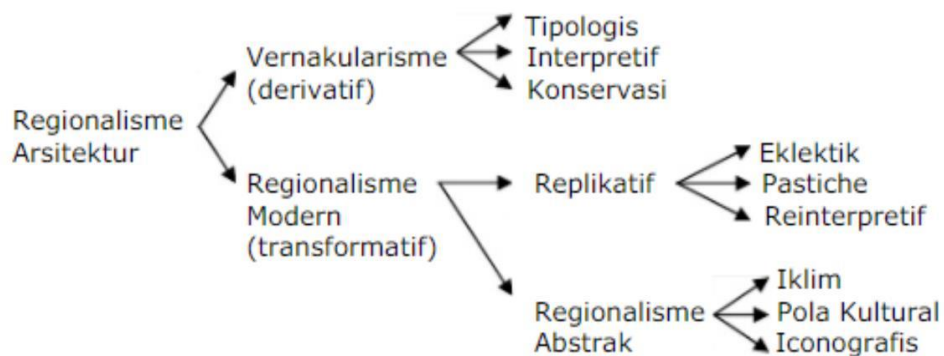 Regionalisme
Arsitektur
Vernakularisme
(derivatif)
Tipologis
Interpretif
Konservasi
Regionalisme
Modern
(transformatif)
Replikatif
Eklektik
Pastiche
Reinterpretif
Regionalisme
Abstrak
Iklim
Pola Kultural
Iconografis